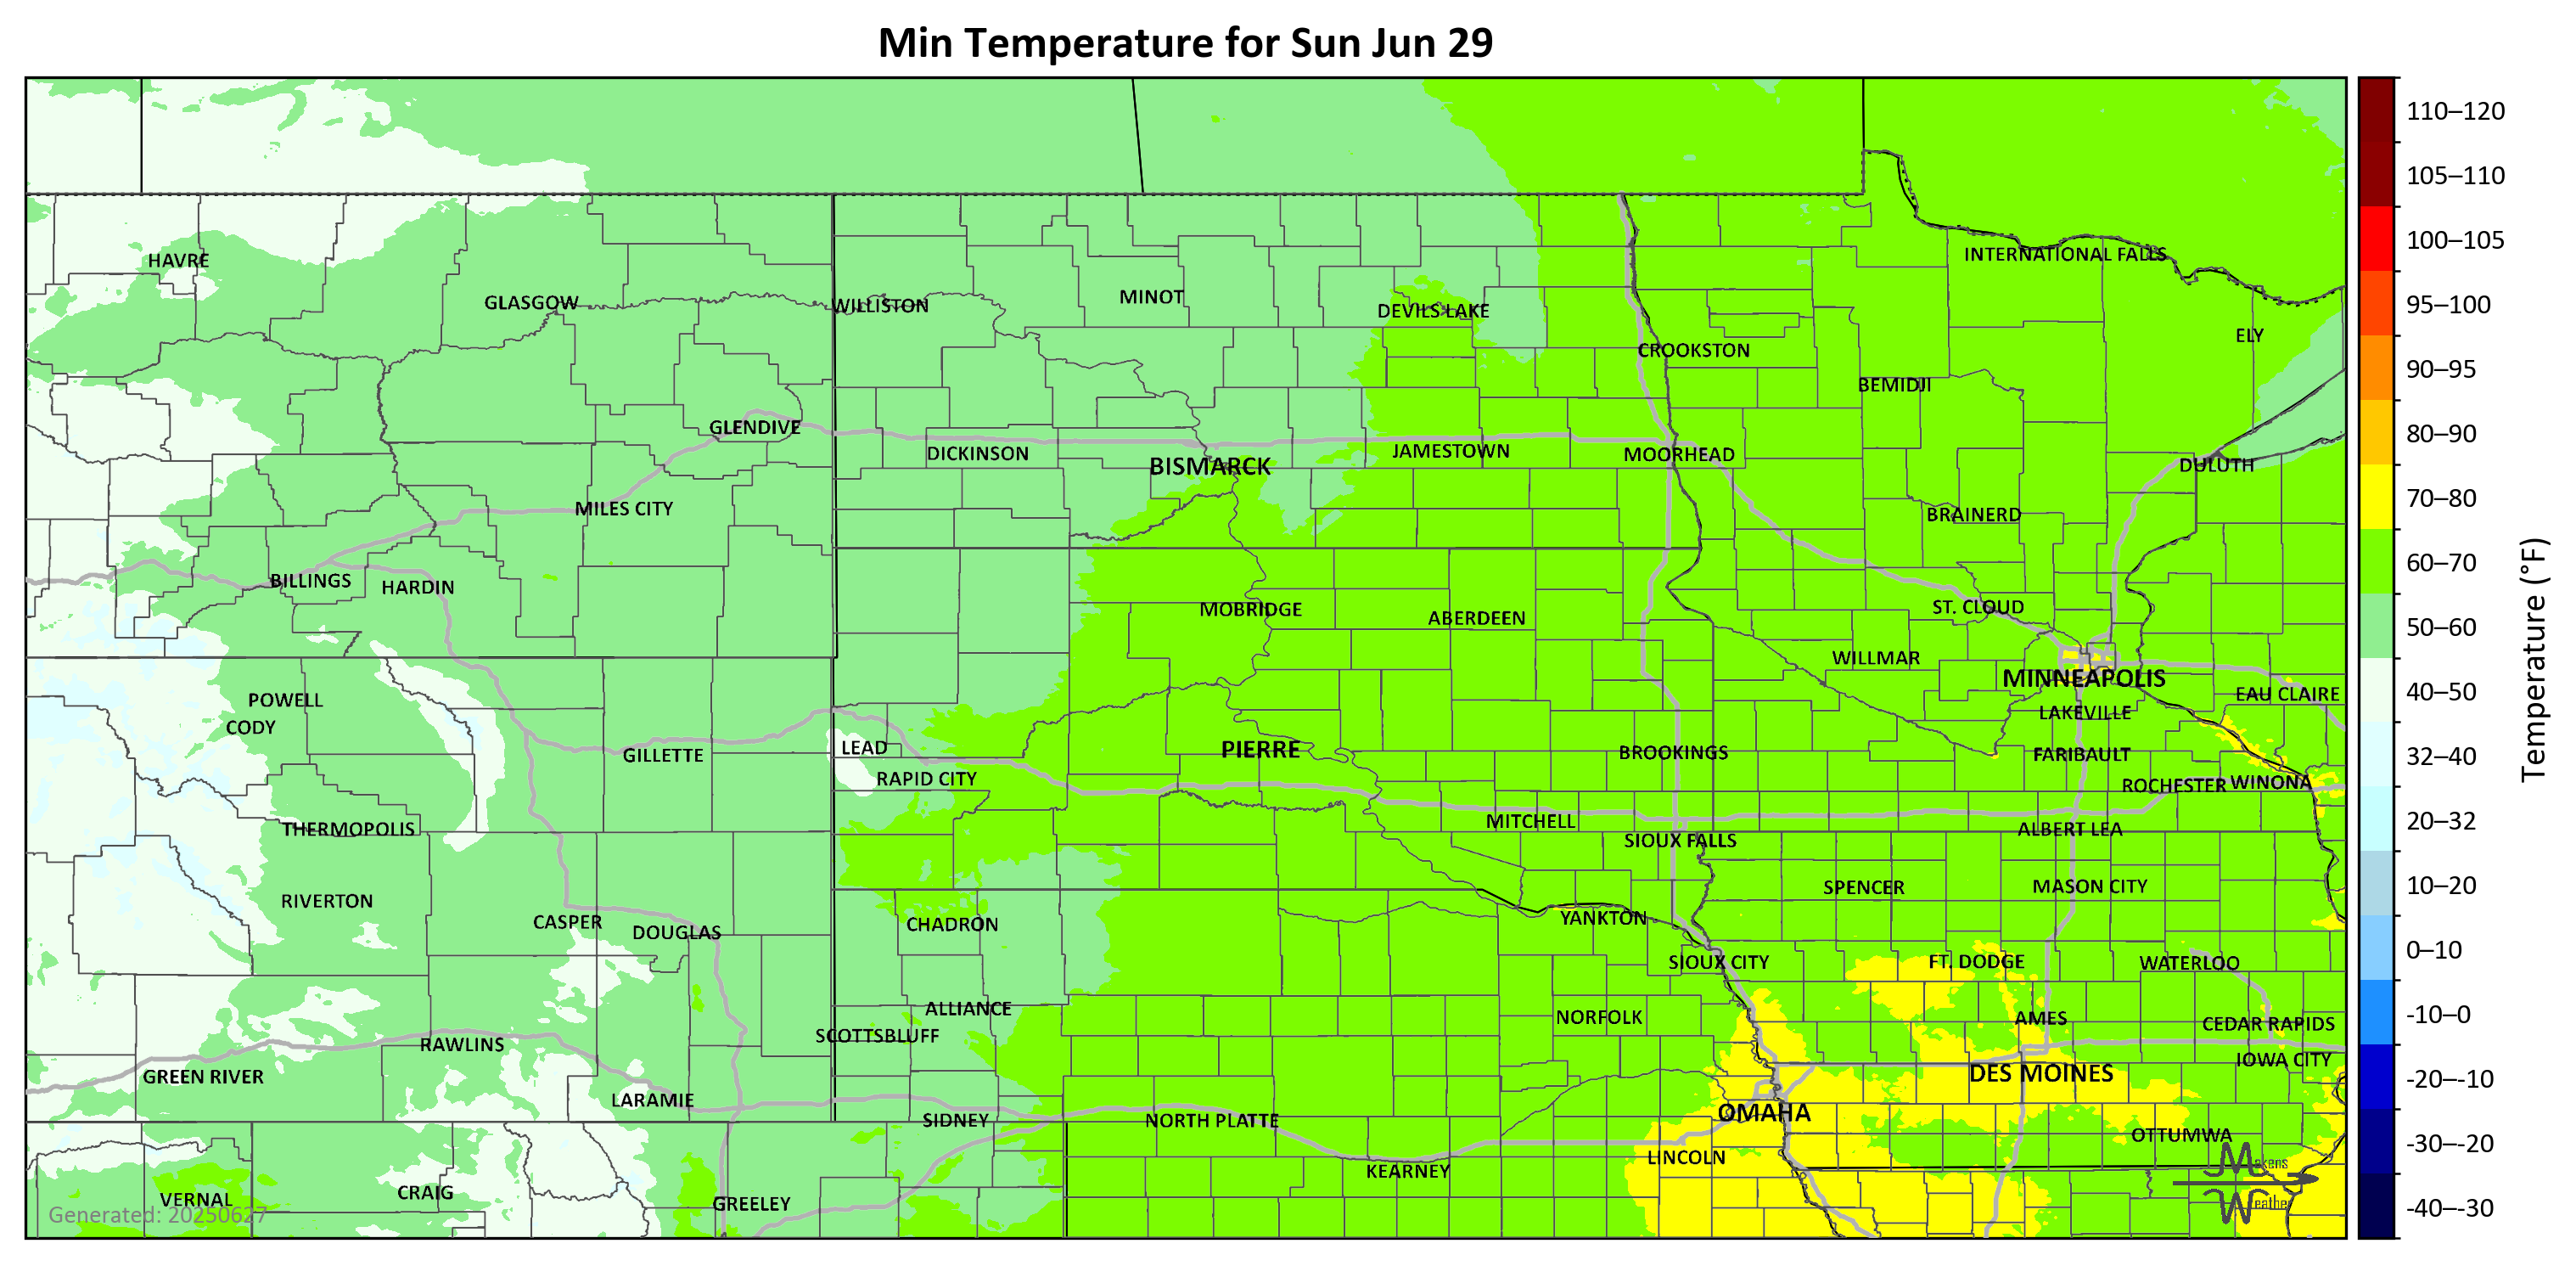 Min Temperature for Sun Jun 29
110–120
105–110
100–105
95–100
90–95
80–90
70–80
60–70
50–60
40–50
32–40
20–32
10–20
0–10
-10–0
-20–-10
-30–-20
-40–-30
Temperature (°F)
HAVRE
GLASGOW
WILLISTON
MINOT
DEVILS LAKE
INTERNATIONAL FALLS
ELY
CROOKSTON
BEMIDJI
GLENDIVE
DICKINSON
BISMARCK
JAMESTOWN
MOORHEAD
DULUTH
MILES CITY
BRAINERD
BILLINGS
HARDIN
MOBRIDGE
ABERDEEN
ST. CLOUD
WILLMAR
MINNEAPOLIS
EAU CLAIRE
POWELL
CODY
LAKEVILLE
GILLETTE
LEAD
PIERRE
BROOKINGS
FARIBAULT
RAPID CITY
ROCHESTER
WINONA
THERMOPOLIS
MITCHELL
SIOUX FALLS
ALBERT LEA
RIVERTON
SPENCER
MASON CITY
CASPER
DOUGLAS
CHADRON
YANKTON
SIOUX CITY
FT. DODGE
WATERLOO
ALLIANCE
NORFOLK
AMES
CEDAR RAPIDS
SCOTTSBLUFF
RAWLINS
IOWA CITY
GREEN RIVER
DES MOINES
LARAMIE
SIDNEY
NORTH PLATTE
OMAHA
OTTUMWA
LINCOLN
KEARNEY
VERNAL
CRAIG
GREELEY
Generated: 20250627
Makens
Weather